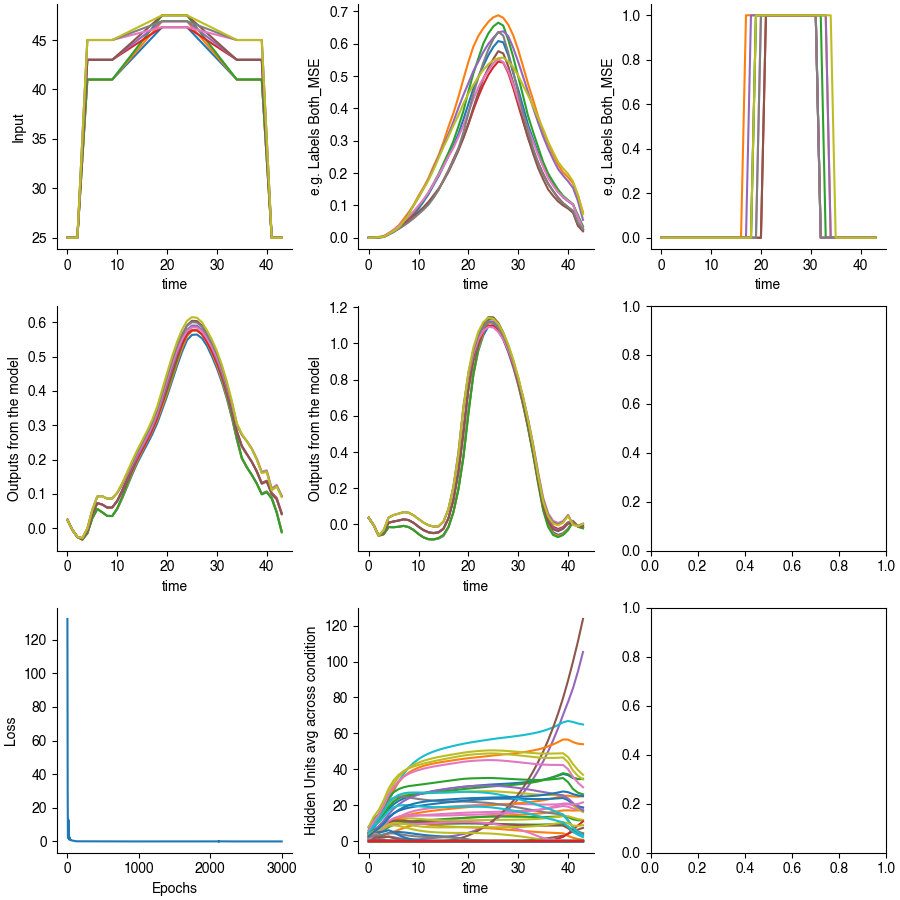 45
40
35
30
25
Input
0 10 20 30 40
time
0.7
0.6
0.5
0.4
0.3
0.2
0.1
0.0
e.g. Labels Both_MSE
0 10 20 30 40
time
1.0
0.8
0.6
0.4
0.2
0.0
e.g. Labels Both_MSE
0 10 20 30 40
time
0.6
0.5
0.4
0.3
0.2
0.1
0.0
Outputs from the model
0 10 20 30 40
time
1.2
1.0
0.8
0.6
0.4
0.2
0.0
Outputs from the model
0 10 20 30 40
time
1.0
0.8
0.6
0.4
0.2
0.0
0.0 0.2 0.4 0.6 0.8 1.0
120
100
80
60
40
20
0
Loss
0 1000 2000 3000
Epochs
120
100
80
60
40
20
0
Hidden Units avg across condition
0 10 20 30 40
time
1.0
0.8
0.6
0.4
0.2
0.0
0.0 0.2 0.4 0.6 0.8 1.0